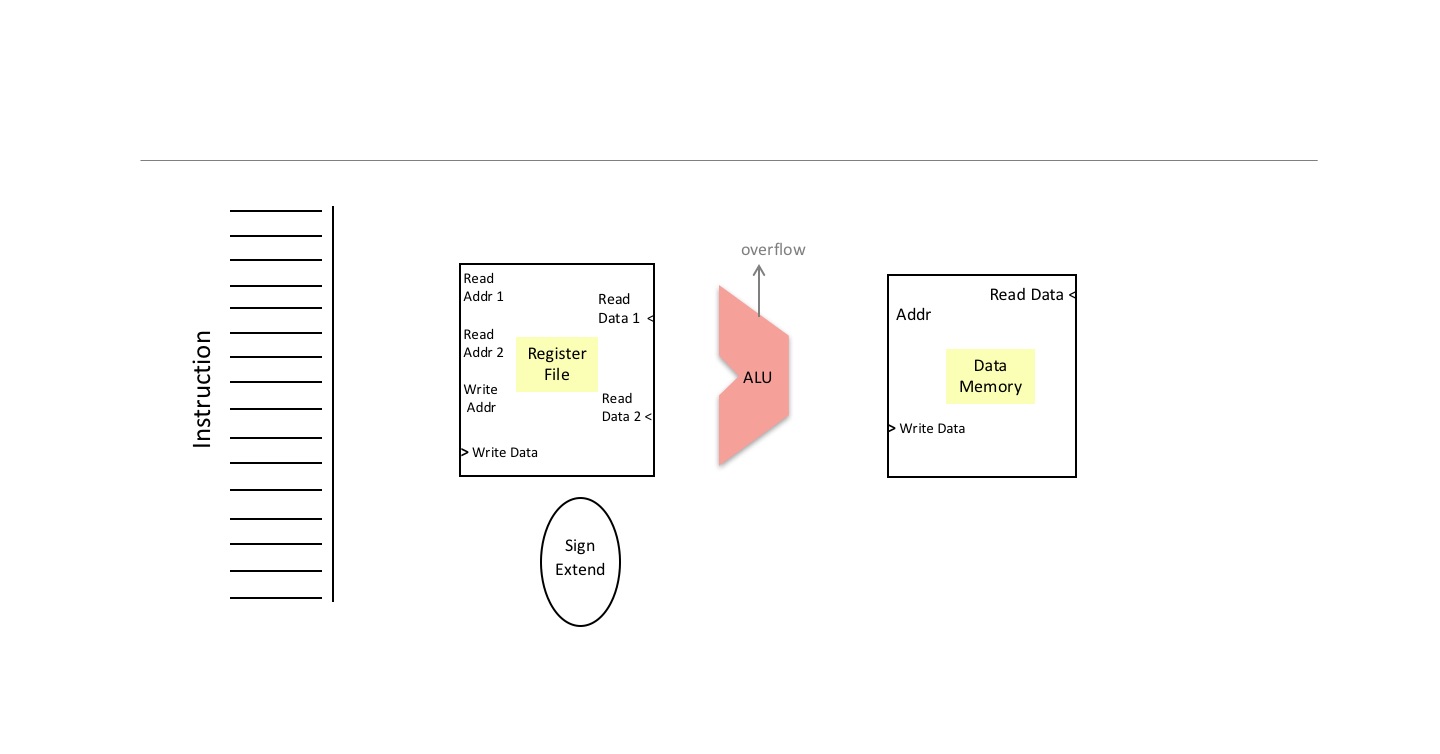 Instruction
Read
Addr 1
Read
Addr 2
Write
Addr
> Write Data
Register
File
Read
Data 1 <
Read
Data 2 <
Sign
Extend
overflow
ALU
Read Data <
Addr
Data
Memory
> Write Data